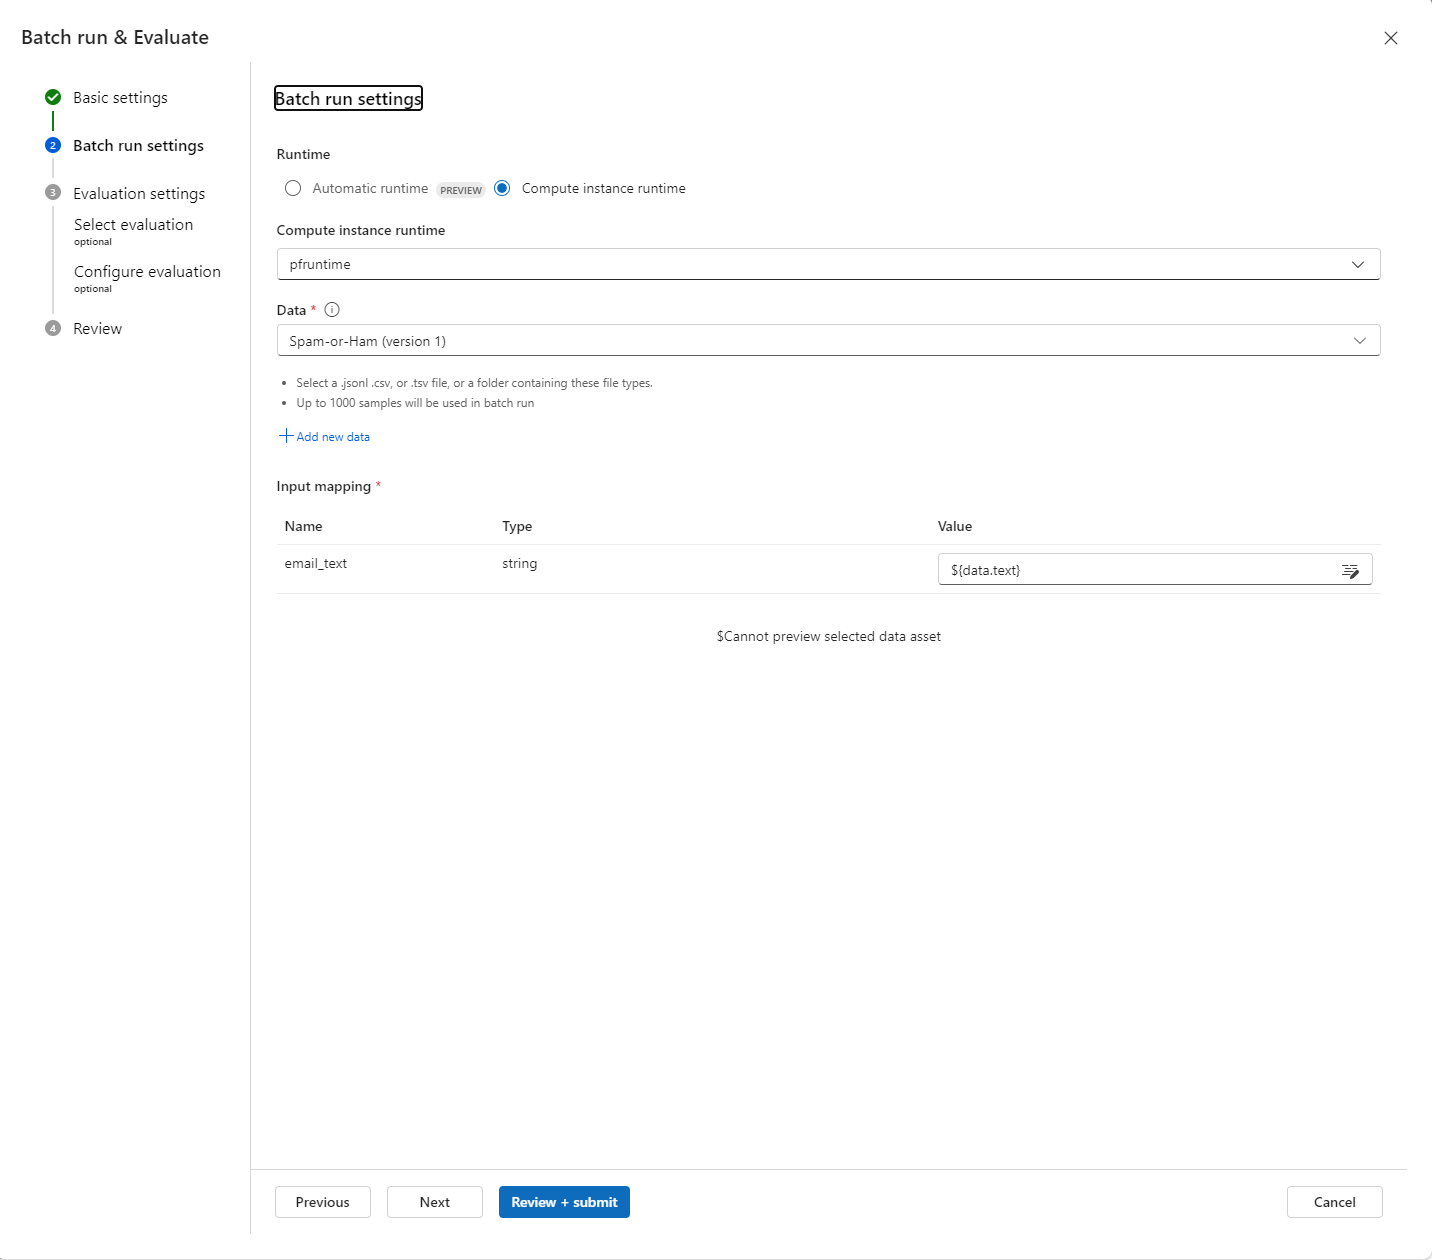 Batch run & Evaluate
Basic settings
2 Batch run settings
3 Evaluation settings
Select evaluation
optional
Configure evaluation
optional
4 Review
Batch run settings
Runtime
Automatic runtime PREVIEW Compute instance runtime
Compute instance runtime
pfruntime
Data *
Spam-or-Ham (version 1)
• Select a .jsonl .csv, or .tsv file, or a folder containing these file types.
• Up to 1000 samples will be used in batch run
Add new data
Input mapping *
Name Type Value
email_text string ${data.text}
$Cannot preview selected data asset
Previous Next Review + submit Cancel